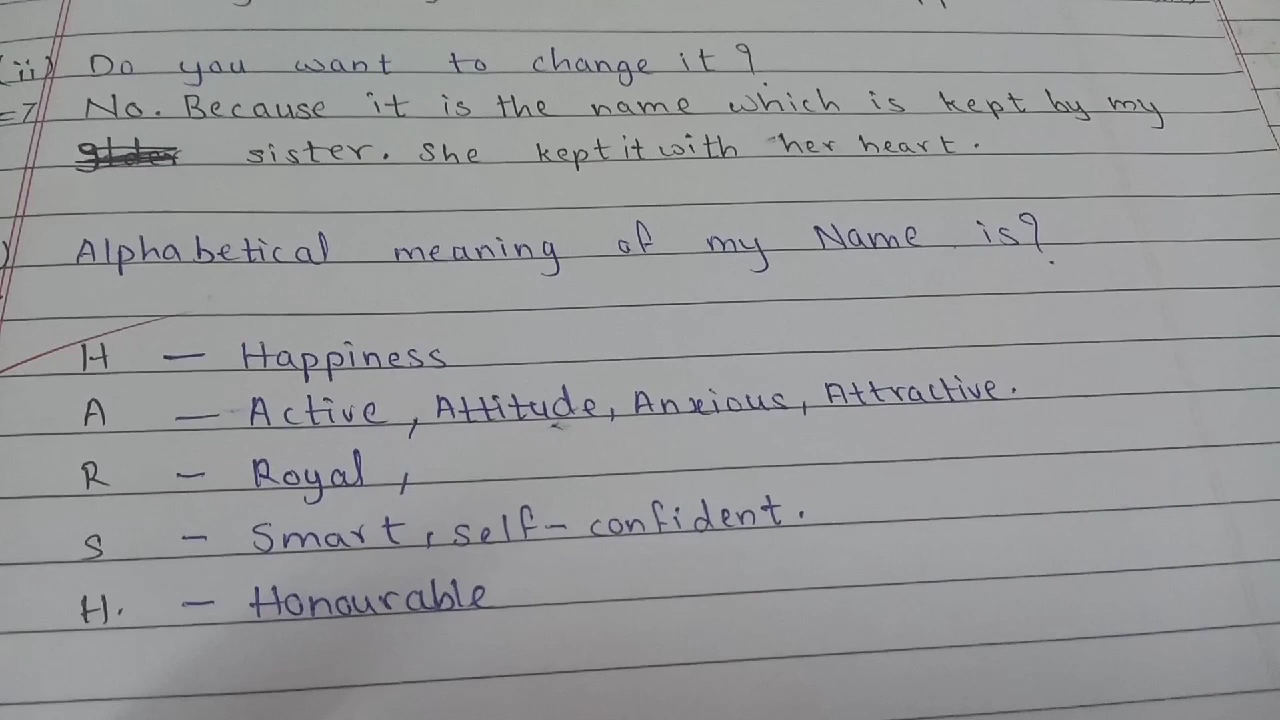 (ii) Do you want to change it?
=> No. Because it is the name which is kept by my
sister. She kept it with her heart.
) Alphabetical meaning of my Name is?
H — Happiness
A — Active, Attitude, Anxious, Attractive.
R — Royal,
S — Smart, self-confident.
H. — Honourable